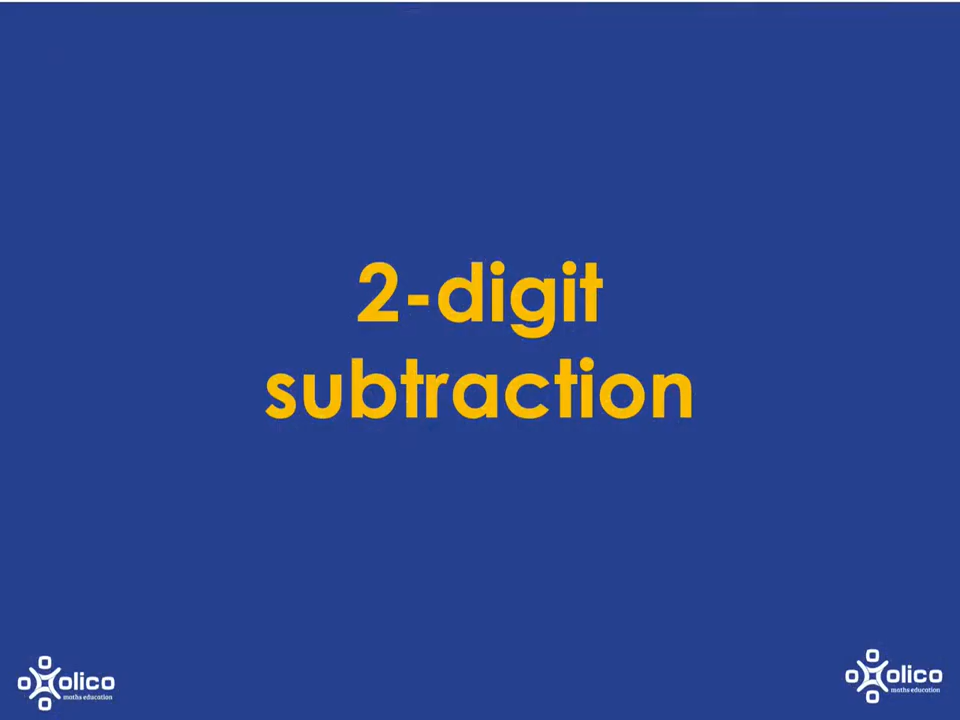 2-digit
subtraction
olico
maths education
olico
maths education